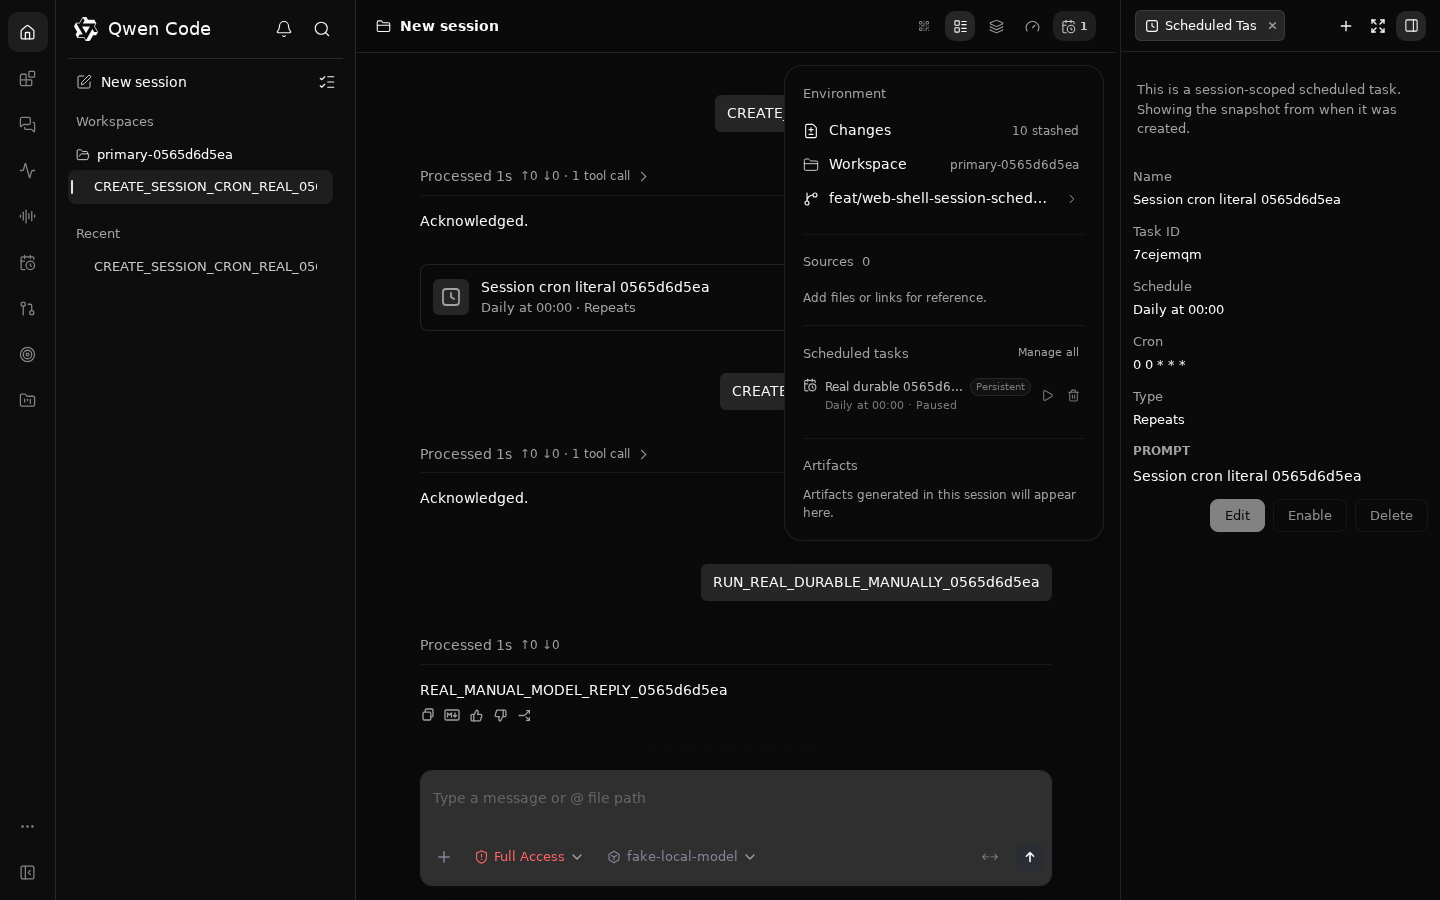 Qwen Code
New session
Workspaces
primary-0565d6d5ea
CREATE_SESSION_CRON_REAL_05
Recent
CREATE_SESSION_CRON_REAL_05
New session
1
CREATE_
Processed 1s ↑0 ↓0 · 1 tool call
Acknowledged.
Session cron literal 0565d6d5ea
Daily at 00:00 · Repeats
CREATE
Processed 1s ↑0 ↓0 · 1 tool call
Acknowledged.
RUN_REAL_DURABLE_MANUALLY_0565d6d5ea
Processed 1s ↑0 ↓0
REAL_MANUAL_MODEL_REPLY_0565d6d5ea
Type a message or @ file path
Full Access
fake-local-model
Environment
Changes 10 stashed
Workspace primary-0565d6d5ea
feat/web-shell-session-sched...
Sources 0
Add files or links for reference.
Scheduled tasks Manage all
Real durable 0565d6... Persistent
Daily at 00:00 · Paused
Artifacts
Artifacts generated in this session will appear
here.
Scheduled Tas
This is a session-scoped scheduled task.
Showing the snapshot from when it was
created.
Name
Session cron literal 0565d6d5ea
Task ID
7cejemqm
Schedule
Daily at 00:00
Cron
0 0 * * *
Type
Repeats
PROMPT
Session cron literal 0565d6d5ea
Edit Enable Delete